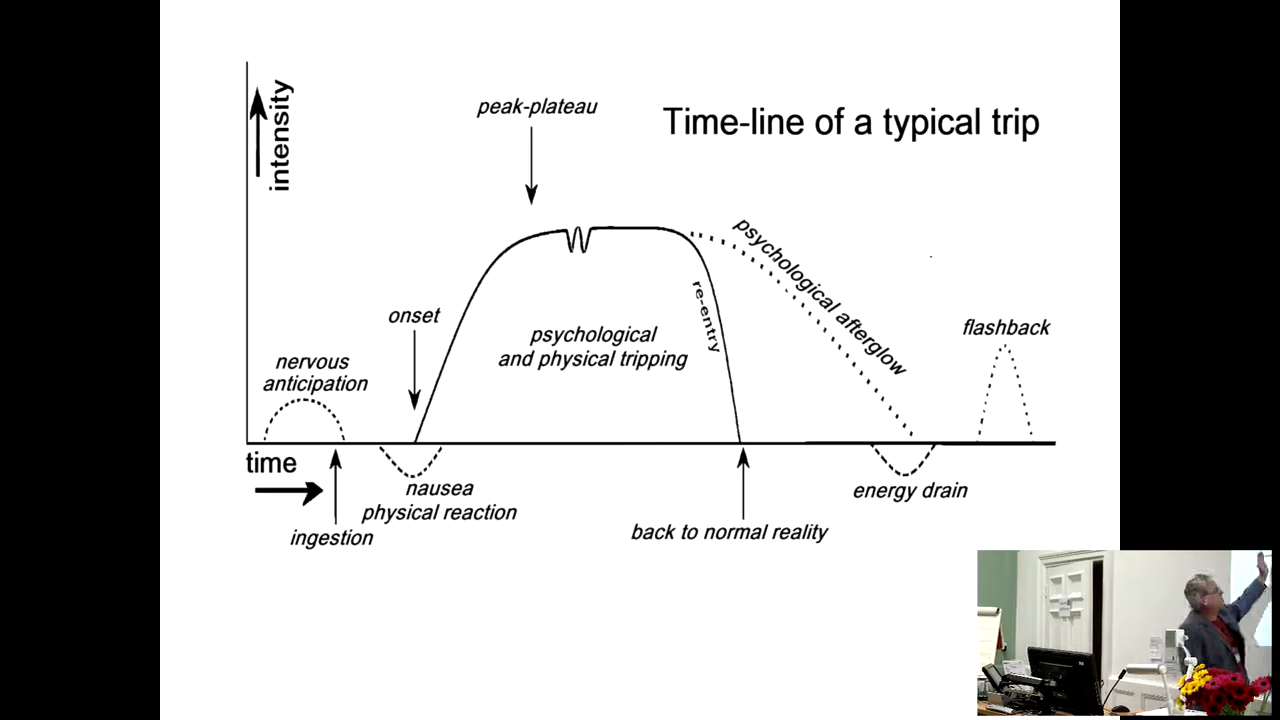 intensity
peak-plateau
Time-line of a typical trip
psychological afterglow
re-entry
onset
psychological
and physical tripping
flashback
nervous
anticipation
time
nausea
physical reaction
energy drain
ingestion
back to normal reality